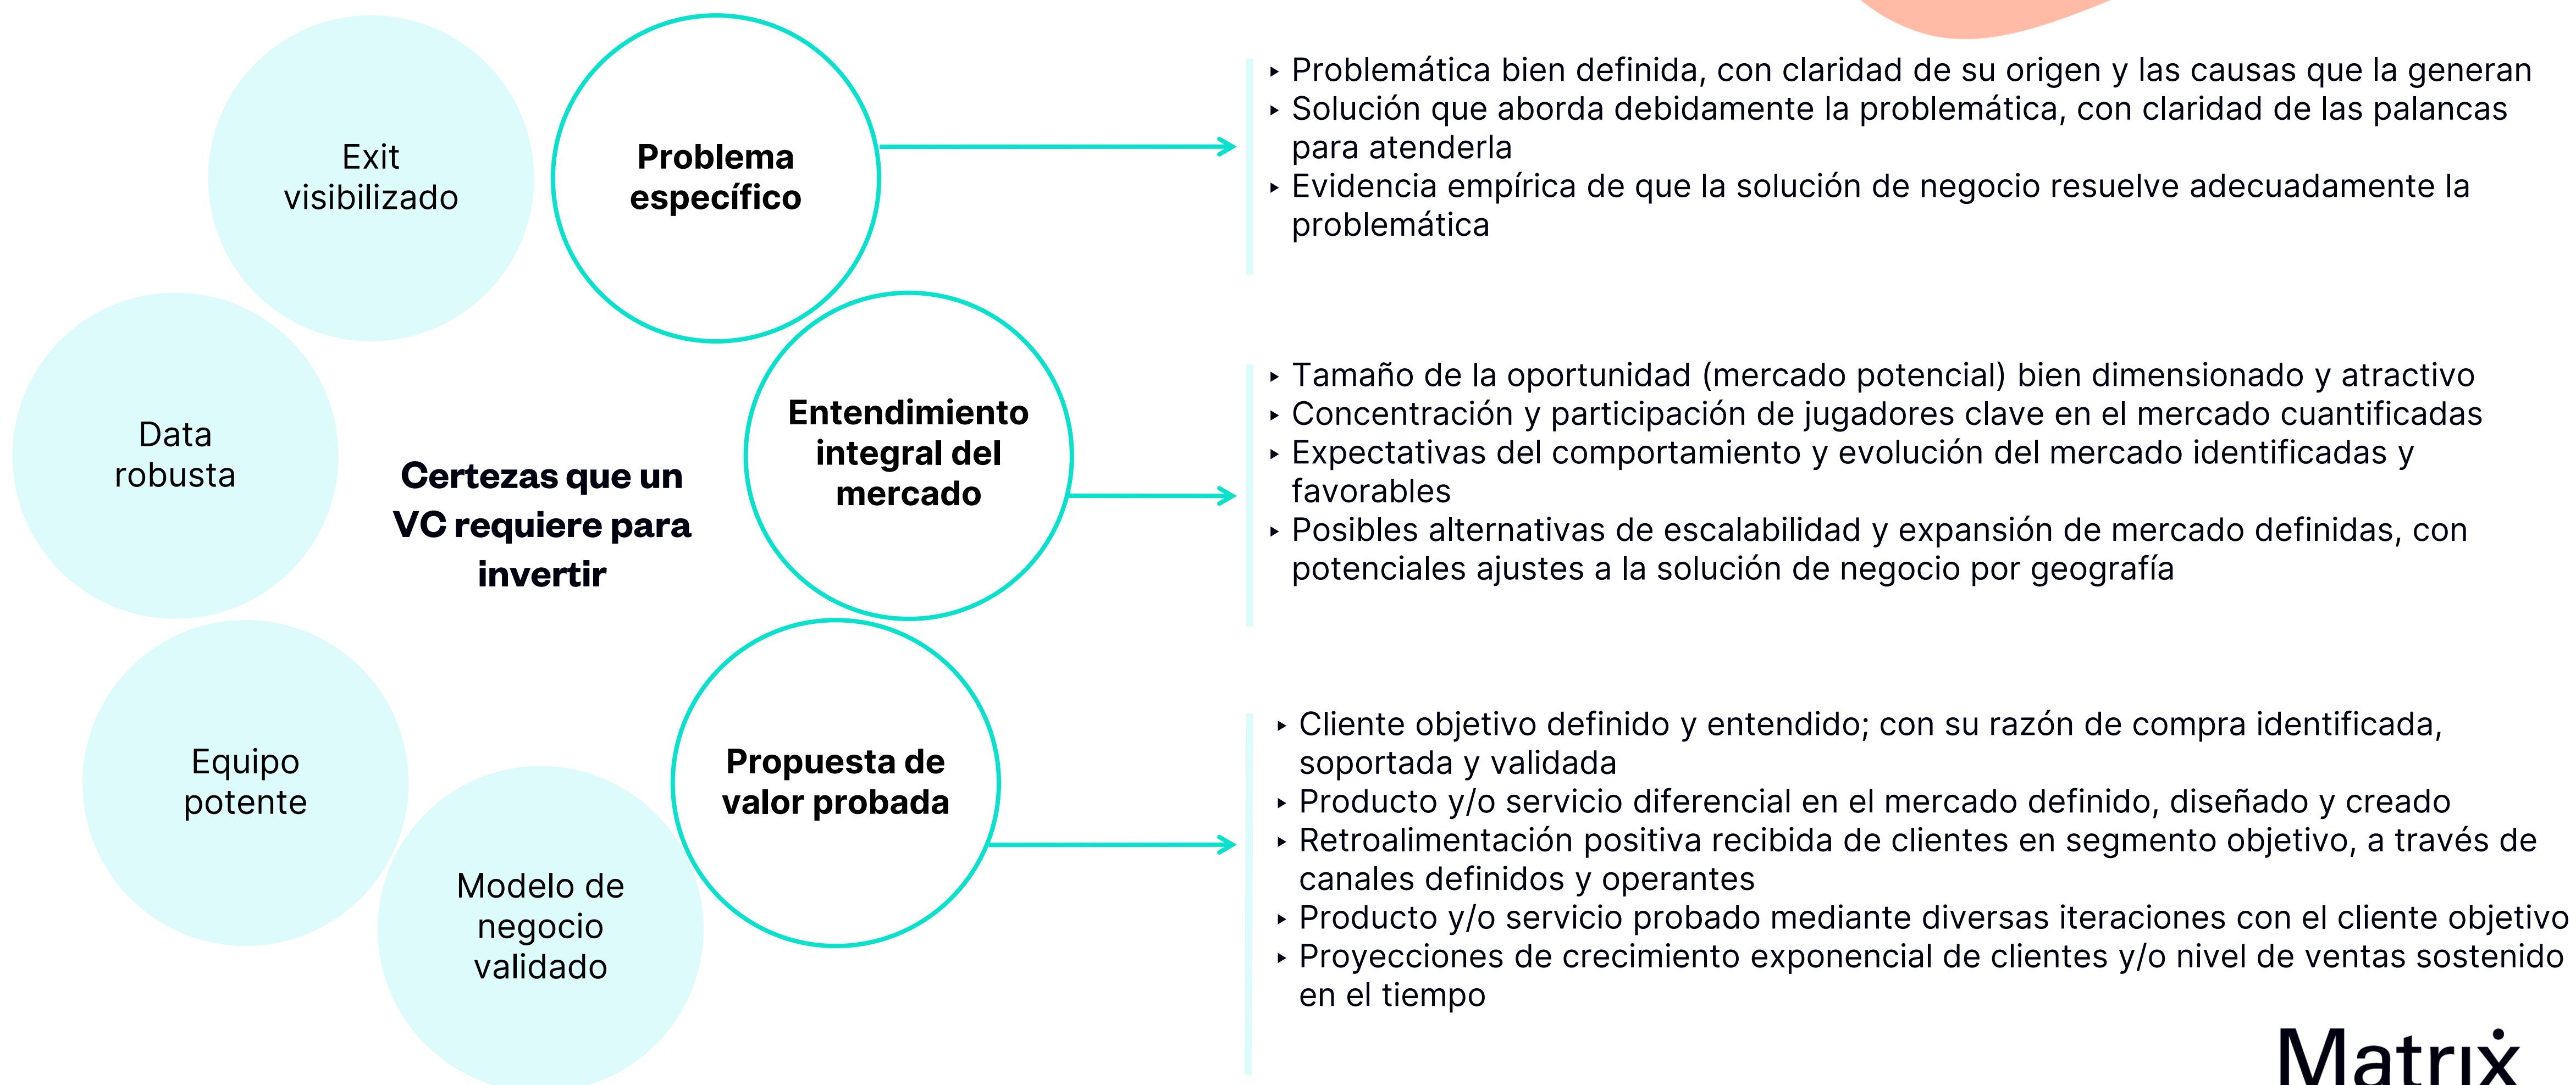 Exit
visibilizado
Problema
específico
Data
robusta
Certezas que un
VC requiere para
invertir
Entendimiento
integral del
mercado
Equipo
potente
Modelo de
negocio
validado
Propuesta de
valor probada
‣ Problemática bien definida, con claridad de su origen y las causas que la generan
‣ Solución que aborda debidamente la problemática, con claridad de las palancas
para atenderla
‣ Evidencia empírica de que la solución de negocio resuelve adecuadamente la
problemática
‣ Tamaño de la oportunidad (mercado potencial) bien dimensionado y atractivo
‣ Concentración y participación de jugadores clave en el mercado cuantificadas
‣ Expectativas del comportamiento y evolución del mercado identificadas y
favorables
‣ Posibles alternativas de escalabilidad y expansión de mercado definidas, con
potenciales ajustes a la solución de negocio por geografía
‣ Cliente objetivo definido y entendido; con su razón de compra identificada,
soportada y validada
‣ Producto y/o servicio diferencial en el mercado definido, diseñado y creado
‣ Retroalimentación positiva recibida de clientes en segmento objetivo, a través de
canales definidos y operantes
‣ Producto y/o servicio probado mediante diversas iteraciones con el cliente objetivo
‣ Proyecciones de crecimiento exponencial de clientes y/o nivel de ventas sostenido
en el tiempo
Matrix